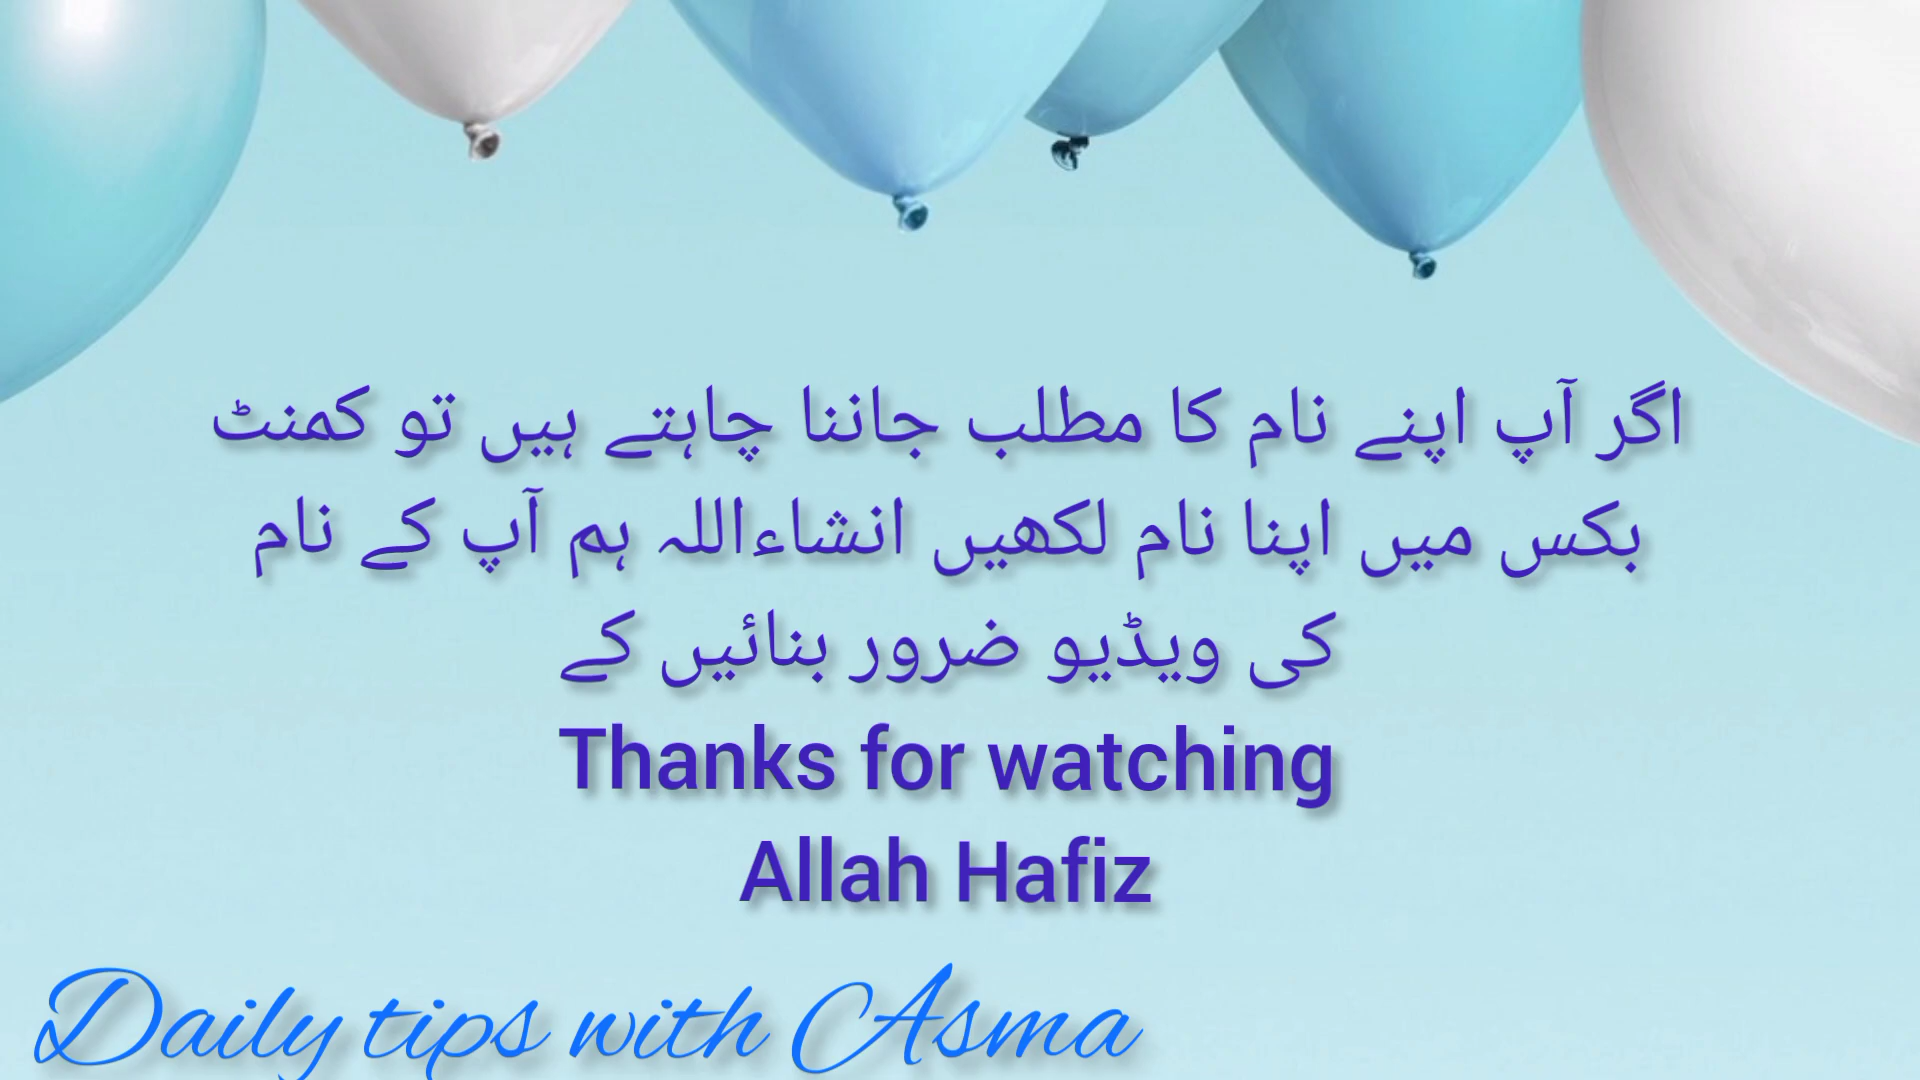 اگر آپ اپنے نام کا مطلب جاننا چاہتے ہیں تو کمنٹ
بکس میں اپنا نام لکھیں انشاءاللہ ہم آپ کے نام
کی ویڈیو ضرور بنائیں کے
Thanks for watching
Allah Hafiz
Daily tips with Asma